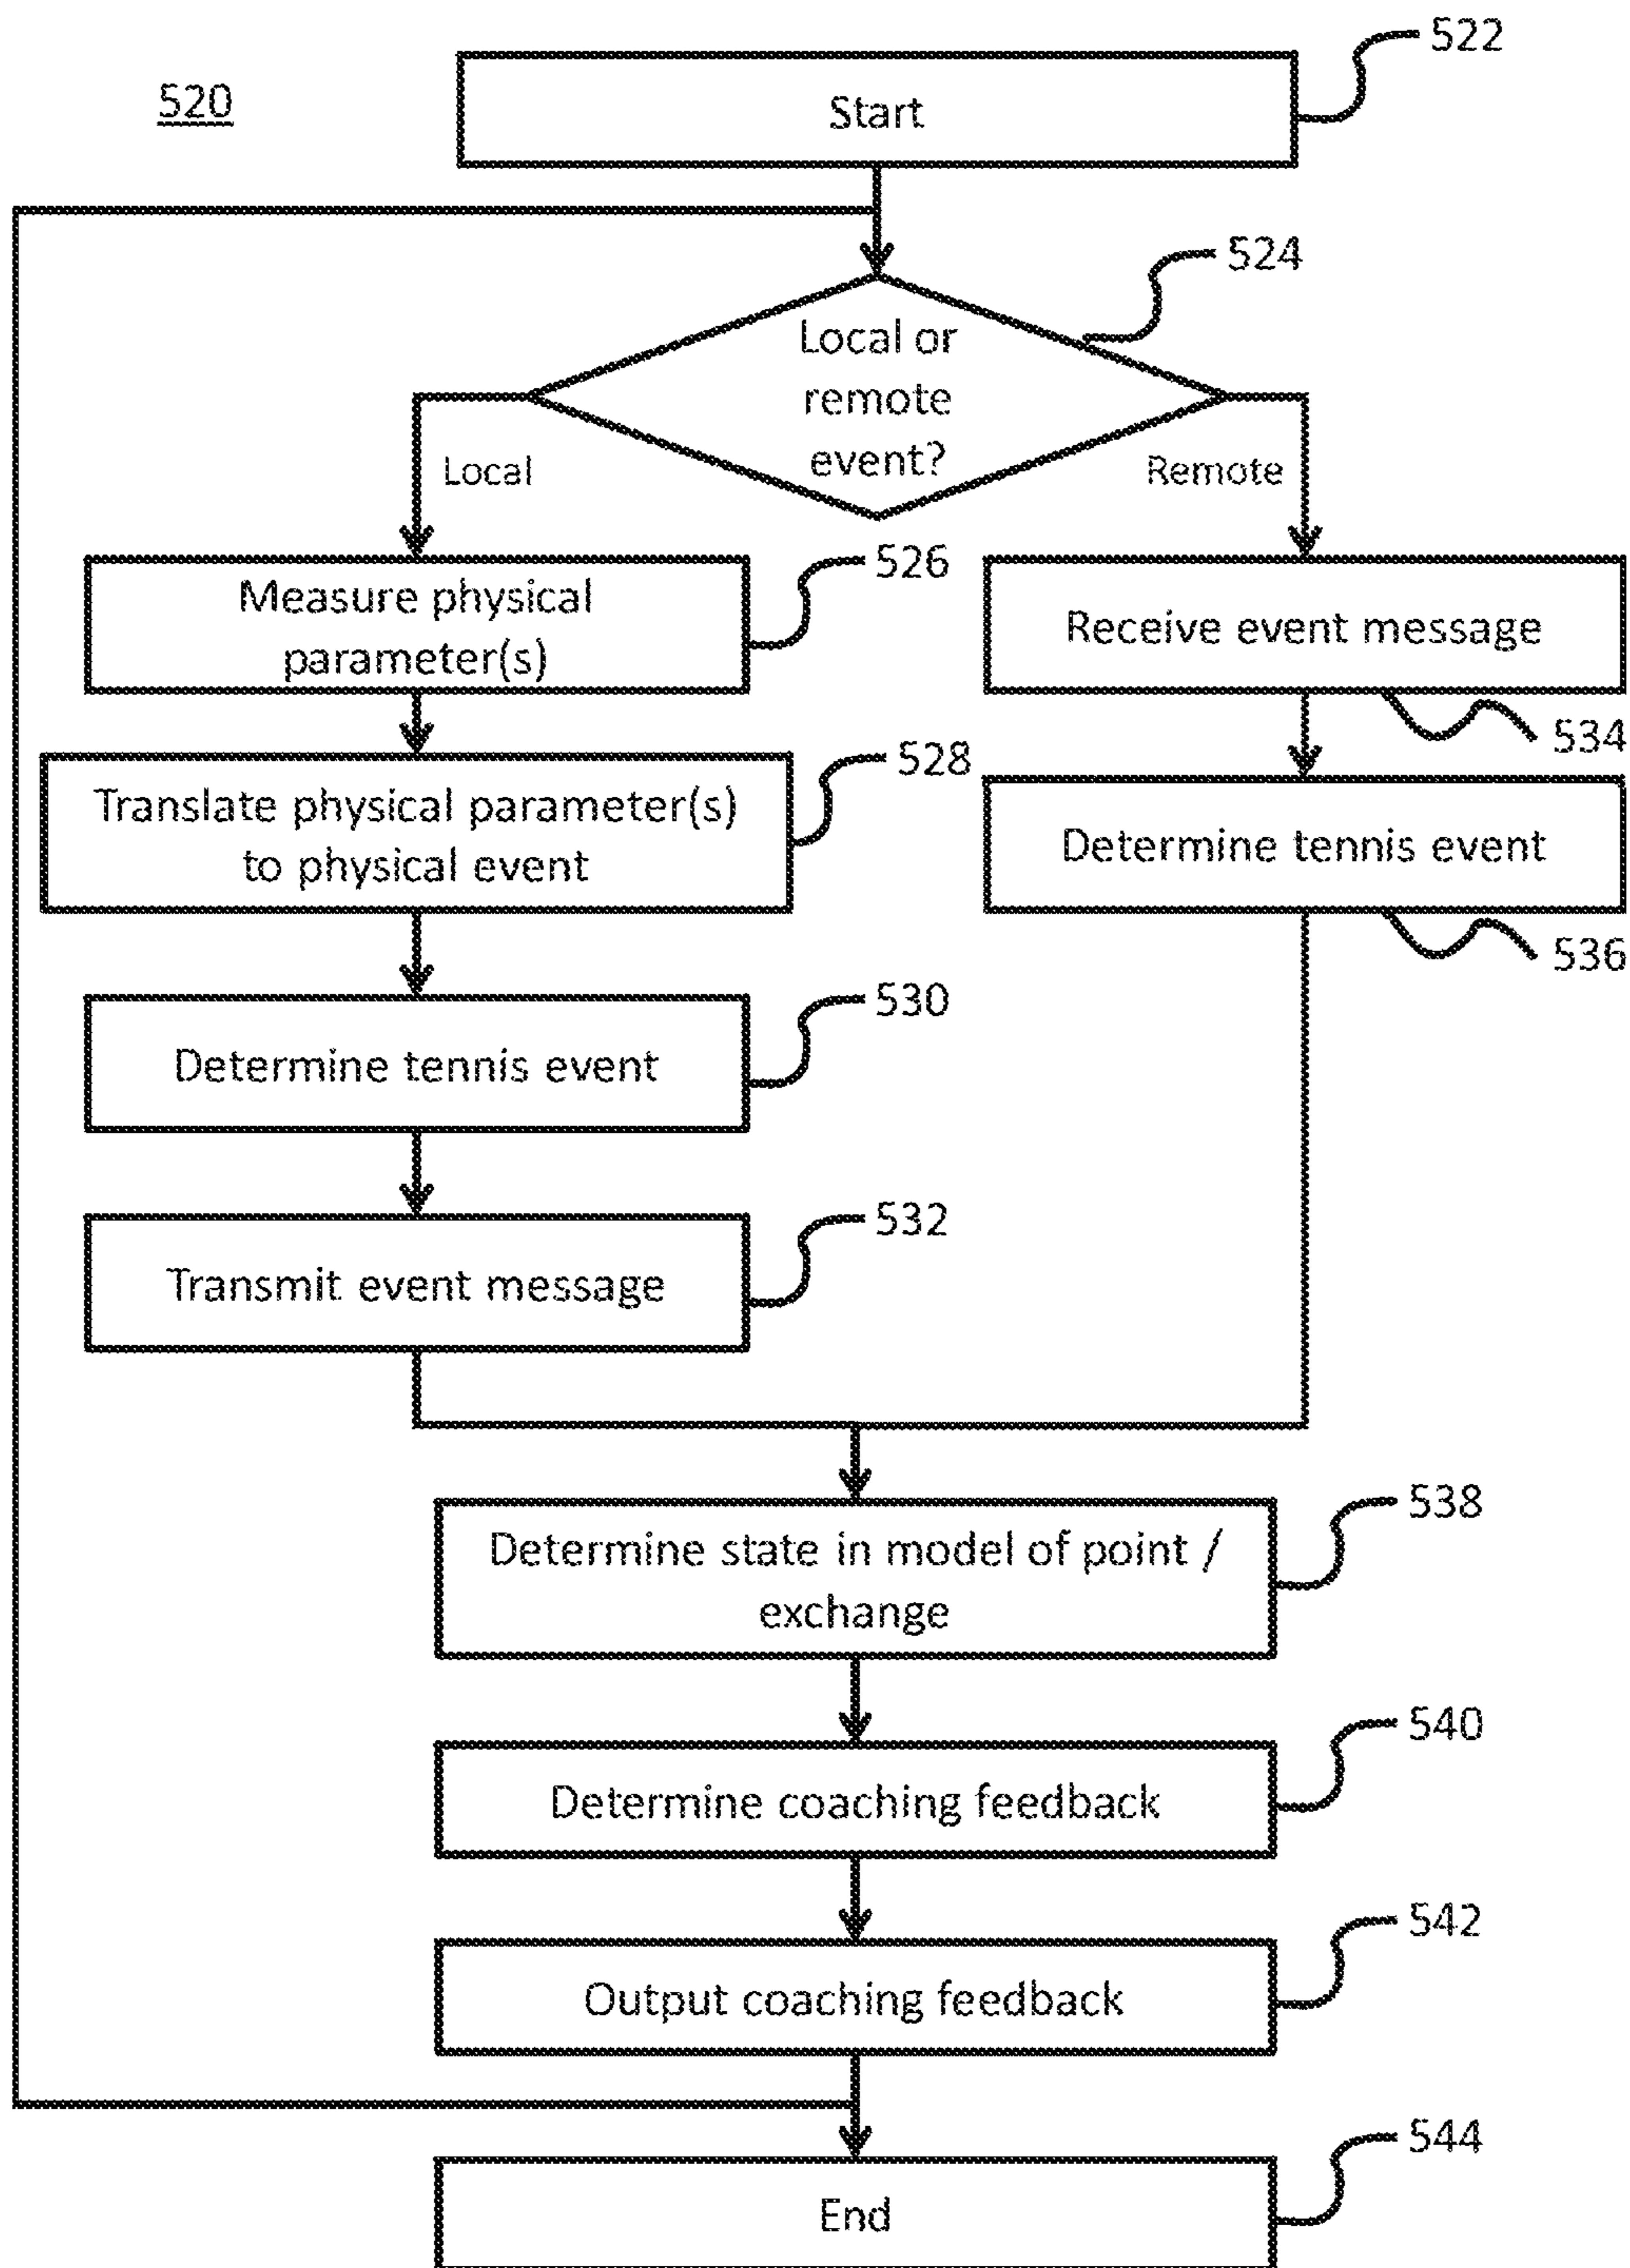 522
520
Start
524
Local or
remote
event?
Local
Remote
526
Measure physical
parameter(s)
Receive event message
534
528
Translate physical parameter(s)
to physical event
Determine tennis event
536
530
Determine tennis event
532
Transmit event message
538
Determine state in model of point /
exchange
540
Determine coaching feedback
542
Output coaching feedback
544
End